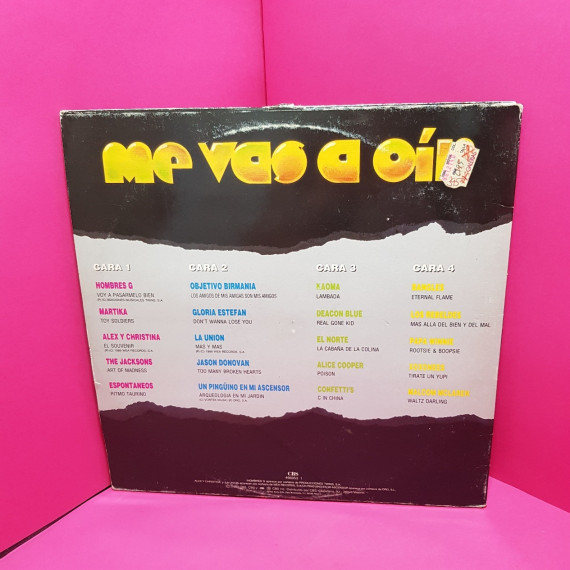 me vas a oír
CARA 1
HOMBRES G
VOY A PASARMELO BIEN
MARTIKA
TOY SOLDIERS
ALEX Y CHRISTINA
EL SOUVENIR
THE JACKSONS
ART OF MADNESS
ESPONTANEOS
RITMO TAURINO
CARA 2
OBJETIVO BIRMANIA
LOS AMIGOS DE MIS AMIGAS SON MIS AMIGOS
GLORIA ESTEFAN
DON'T WANNA LOSE YOU
LA UNION
MAS Y MAS
JASON DONOVAN
TOO MANY BROKEN HEARTS
UN PINGÜINO EN MI ASCENSOR
ARQUEOLOGIA EN MI JARDIN
CARA 3
KAOMA
LAMBADA
DEACON BLUE
REAL GONE KID
EL NORTE
LA CABAÑA DE LA COLINA
ALICE COOPER
POISON
CONFETTI'S
C IN CHINA
CARA 4
BANGLES
ETERNAL FLAME
MAS ALLA DEL BIEN Y DEL MAL
ROOTSIE & BOOPSIE
TIRATE UN YUPI
WALTZ DARLING
CBS